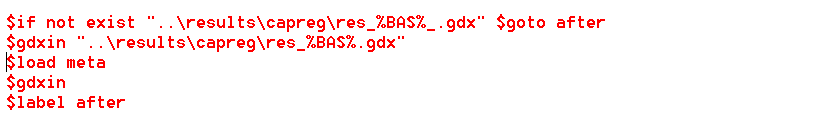 $if not exist "..\results\capreg\res_%BAS%_.gdx" $goto after
$gdxin "..\results\capreg\res_%BAS%.gdx"
$load meta
$gdxin
$label after